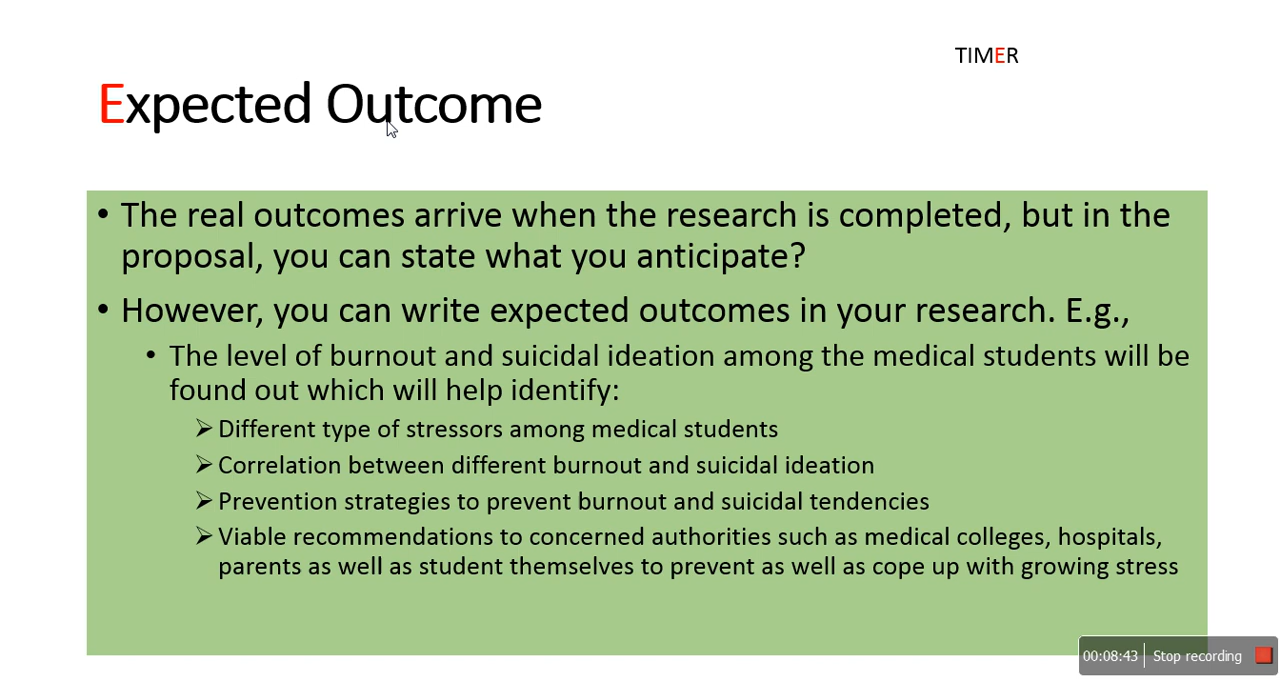 TIMER
Expected Outcome
• The real outcomes arrive when the research is completed, but in the
proposal, you can state what you anticipate?
• However, you can write expected outcomes in your research. E.g.,
• The level of burnout and suicidal ideation among the medical students will be
found out which will help identify:
➢ Different type of stressors among medical students
➢ Correlation between different burnout and suicidal ideation
➢ Prevention strategies to prevent burnout and suicidal tendencies
➢ Viable recommendations to concerned authorities such as medical colleges, hospitals,
parents as well as student themselves to prevent as well as cope up with growing stress
00:08:43 Stop recording